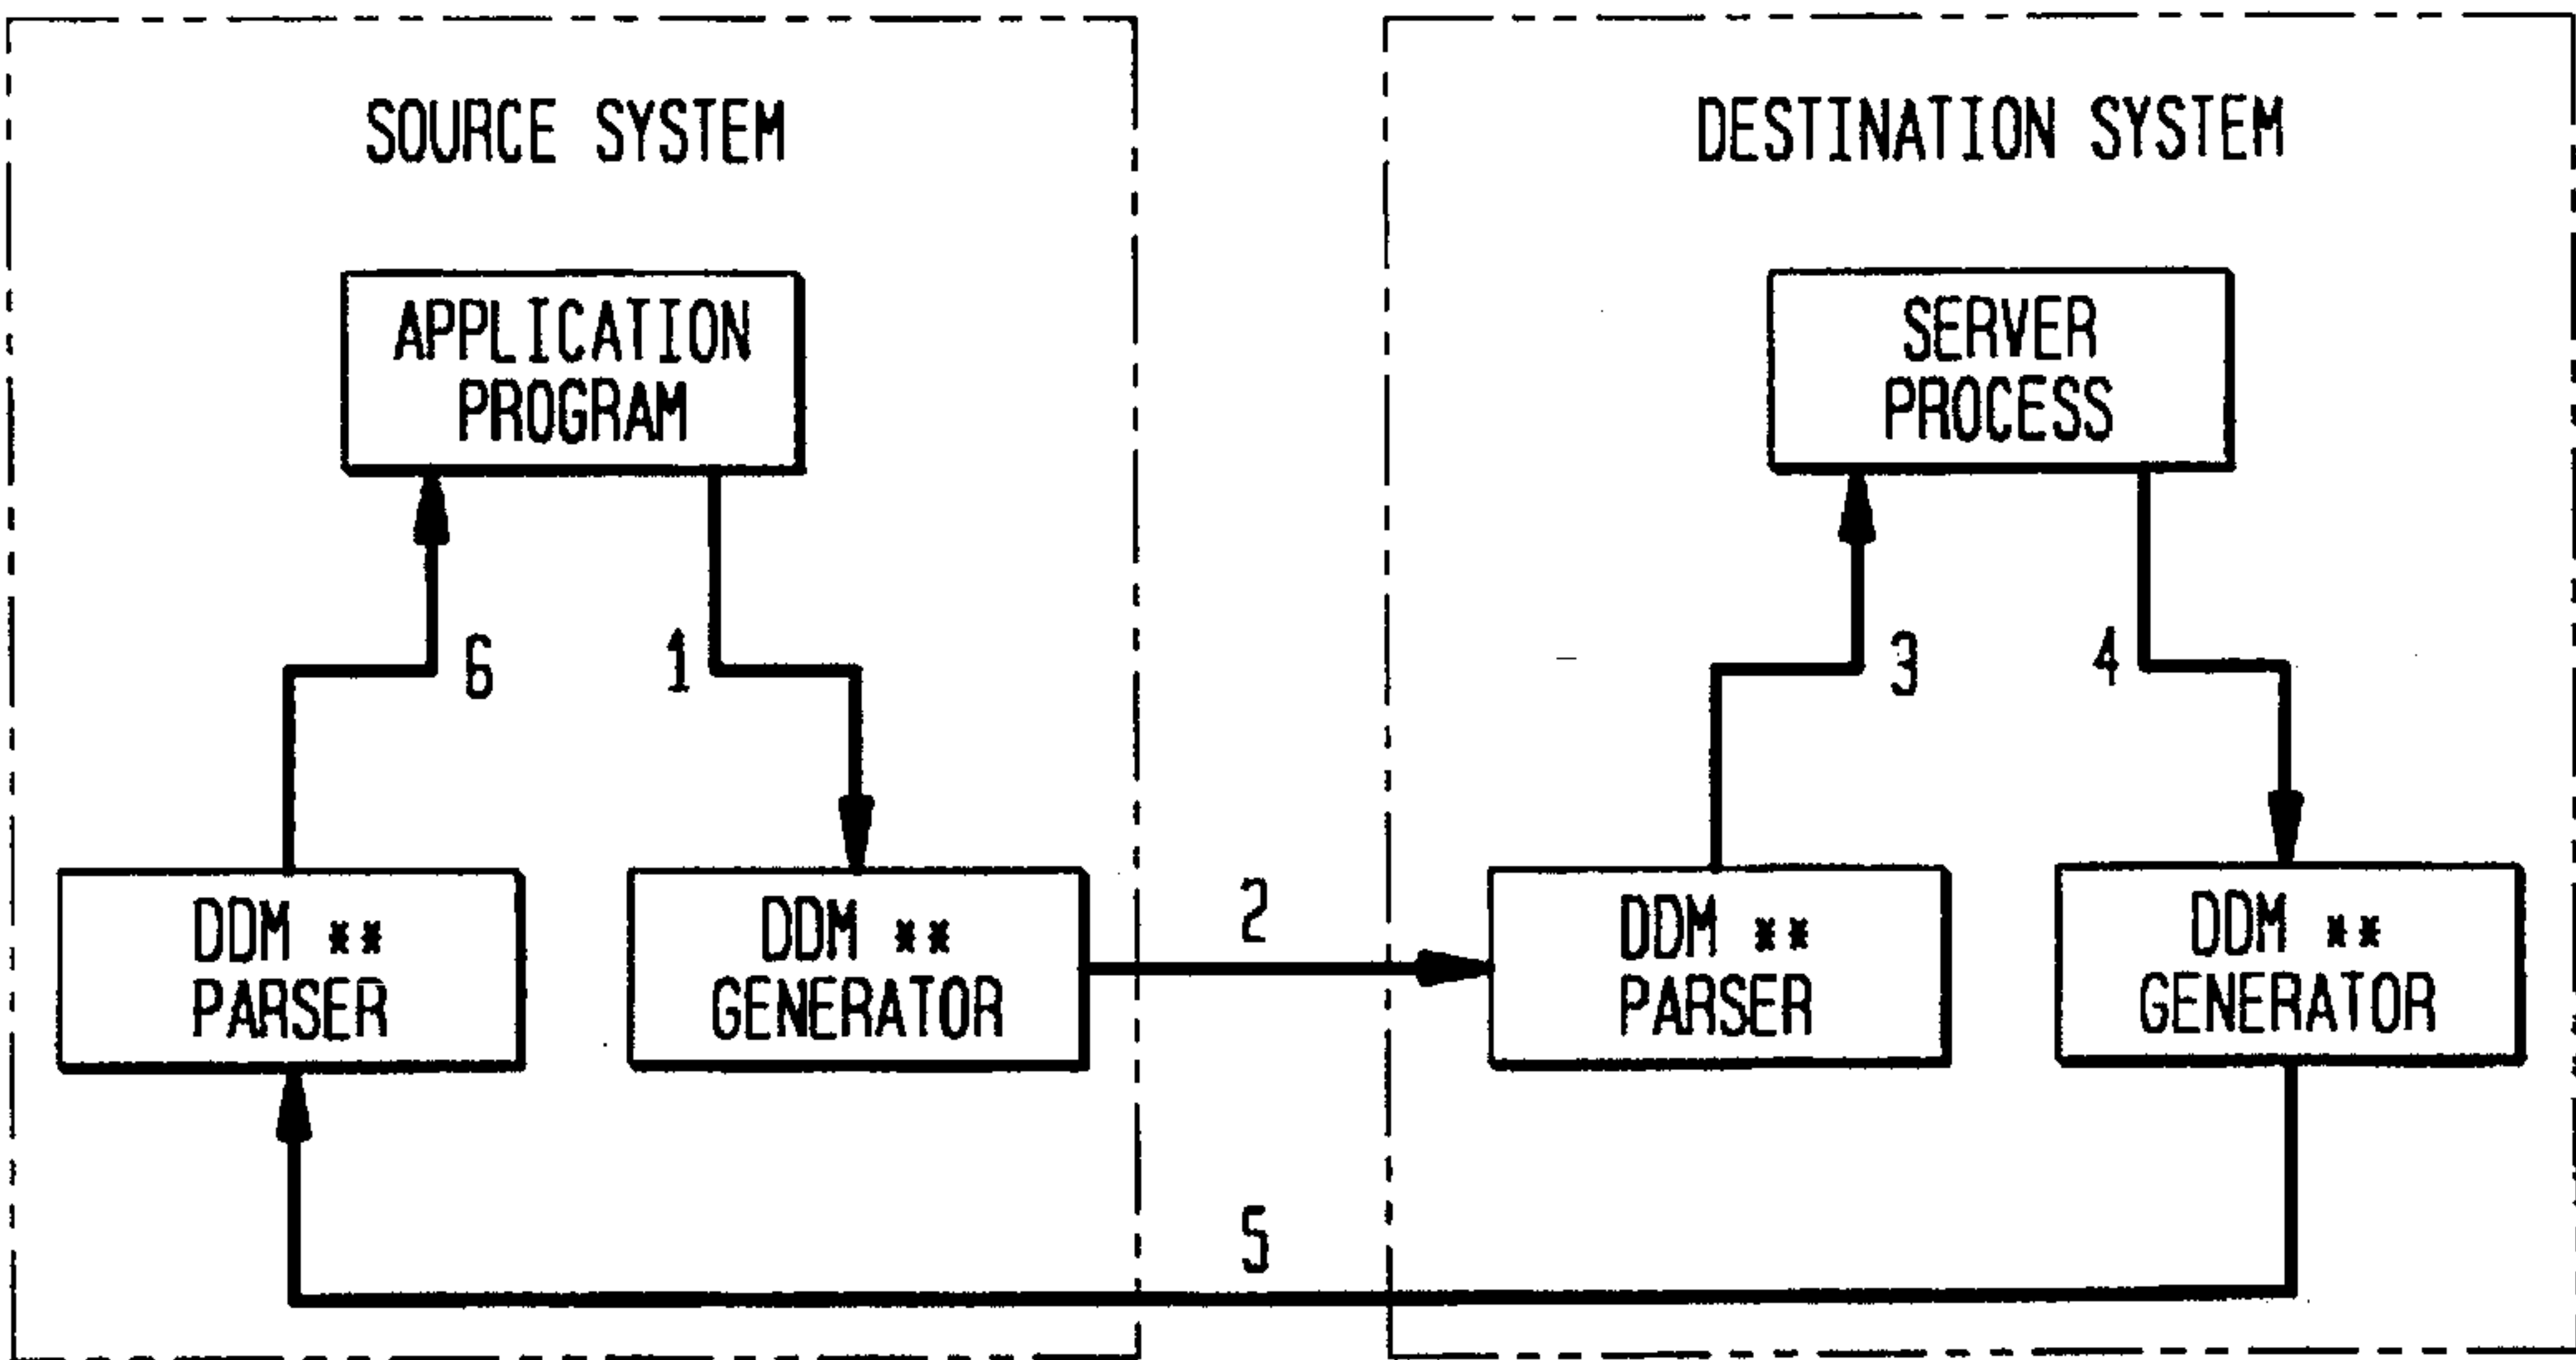 SOURCE SYSTEM
DESTINATION SYSTEM
APPLICATION
PROGRAM
SERVER
PROCESS
6
1
3
4
DDM **
PARSER
DDM **
GENERATOR
2
DDM **
PARSER
DDM **
GENERATOR
5